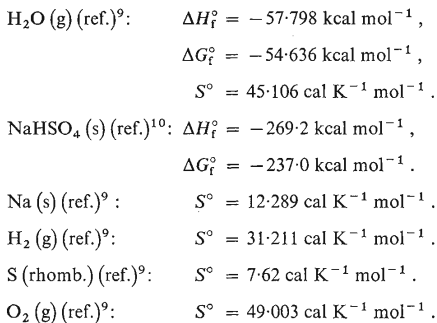 H₂O (g) (ref.)⁹: ΔH°f = −57·798 kcal mol⁻¹ ,
ΔG°f = −54·636 kcal mol⁻¹ ,
S° = 45·106 cal K⁻¹ mol⁻¹ .
NaHSO₄ (s) (ref.)¹⁰: ΔH°f = −269·2 kcal mol⁻¹ ,
ΔG°f = −237·0 kcal mol⁻¹ .
Na (s) (ref.)⁹ : S° = 12·289 cal K⁻¹ mol⁻¹ .
H₂ (g) (ref.)⁹: S° = 31·211 cal K⁻¹ mol⁻¹ .
S (rhomb.) (ref.)⁹: S° = 7·62 cal K⁻¹ mol⁻¹ .
O₂ (g) (ref.)⁹: S° = 49·003 cal K⁻¹ mol⁻¹ .